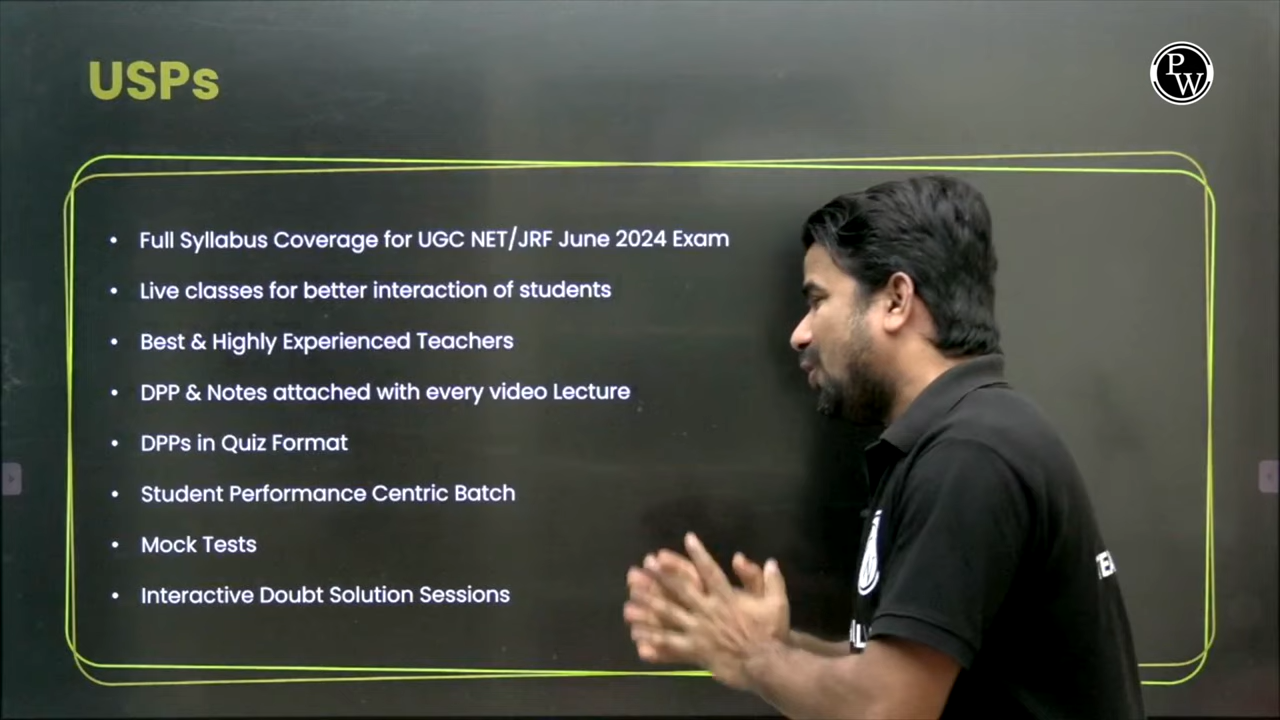 USPs
PW
• Full Syllabus Coverage for UGC NET/JRF June 2024 Exam
• Live classes for better interaction of students
• Best & Highly Experienced Teachers
• DPP & Notes attached with every video Lecture
• DPPs in Quiz Format
• Student Performance Centric Batch
• Mock Tests
• Interactive Doubt Solution Sessions